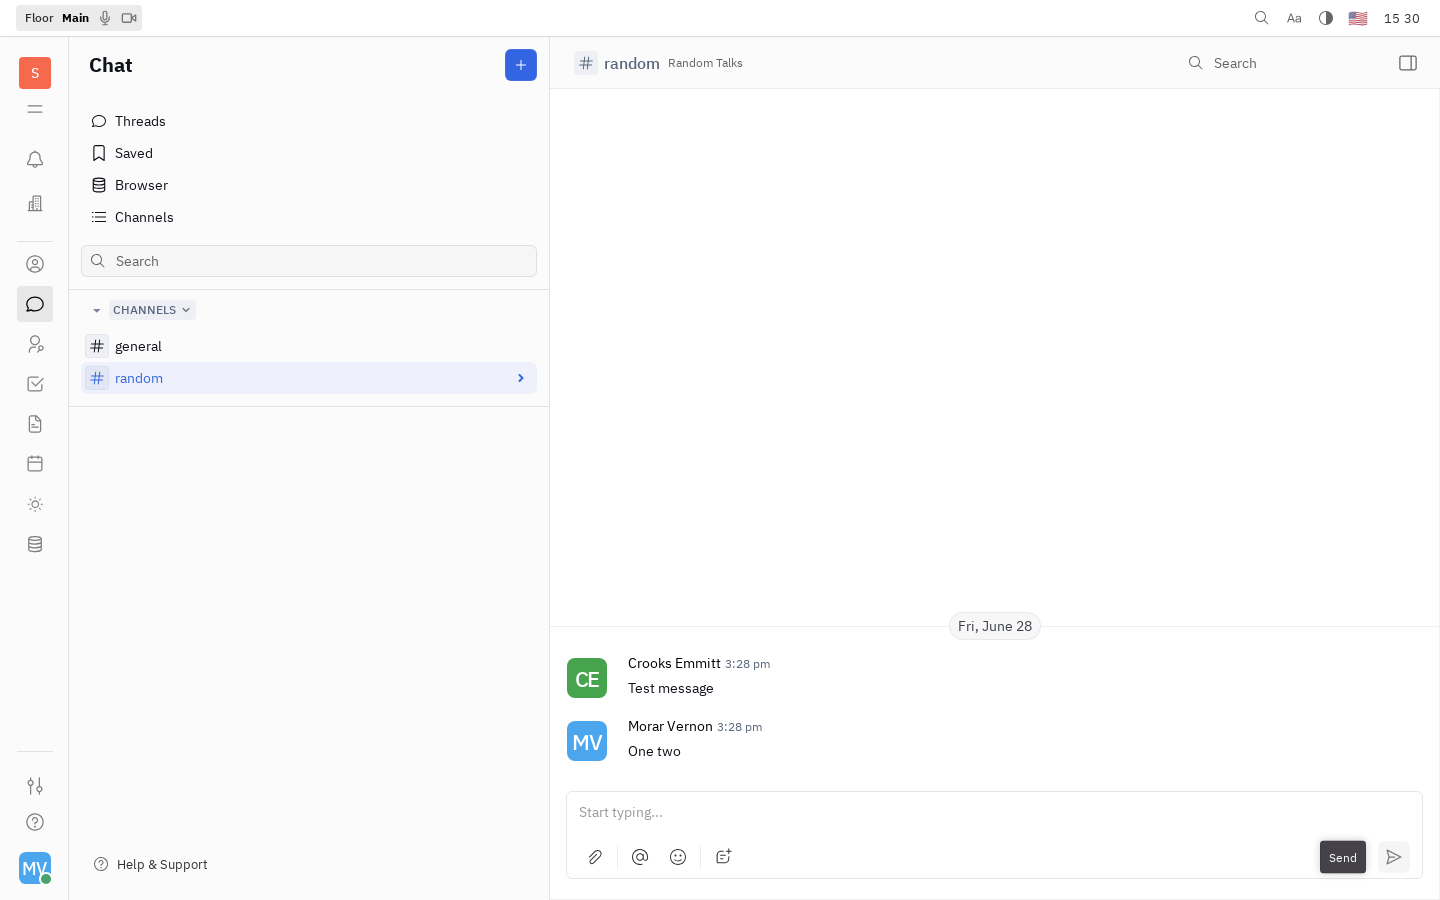 Floor Main
Aa
15 30
S
Chat
Threads
Saved
Browser
Channels
Search
CHANNELS
general
random
Help & Support
MV
random Random Talks
Search
Fri, June 28
CE
Crooks Emmitt 3:28 pm
Test message
MV
Morar Vernon 3:28 pm
One two
Start typing...
Send